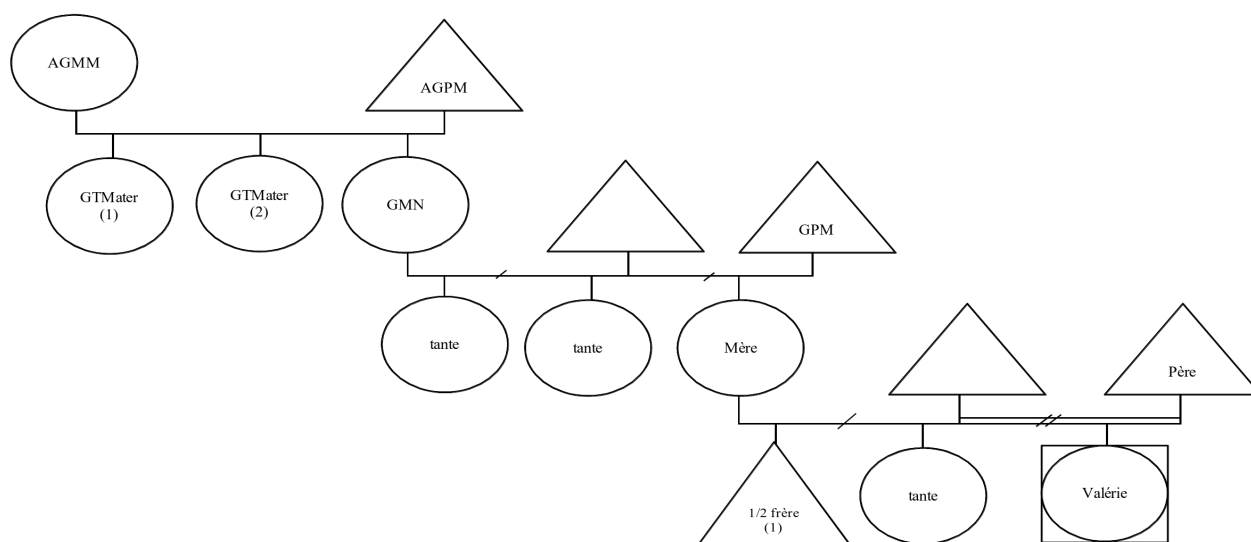 AGMM
AGPM
GTMater
(1)
GTMater
(2)
GMN
GPM
tante
tante
Mère
Père
1/2 frère
(1)
tante
Valérie